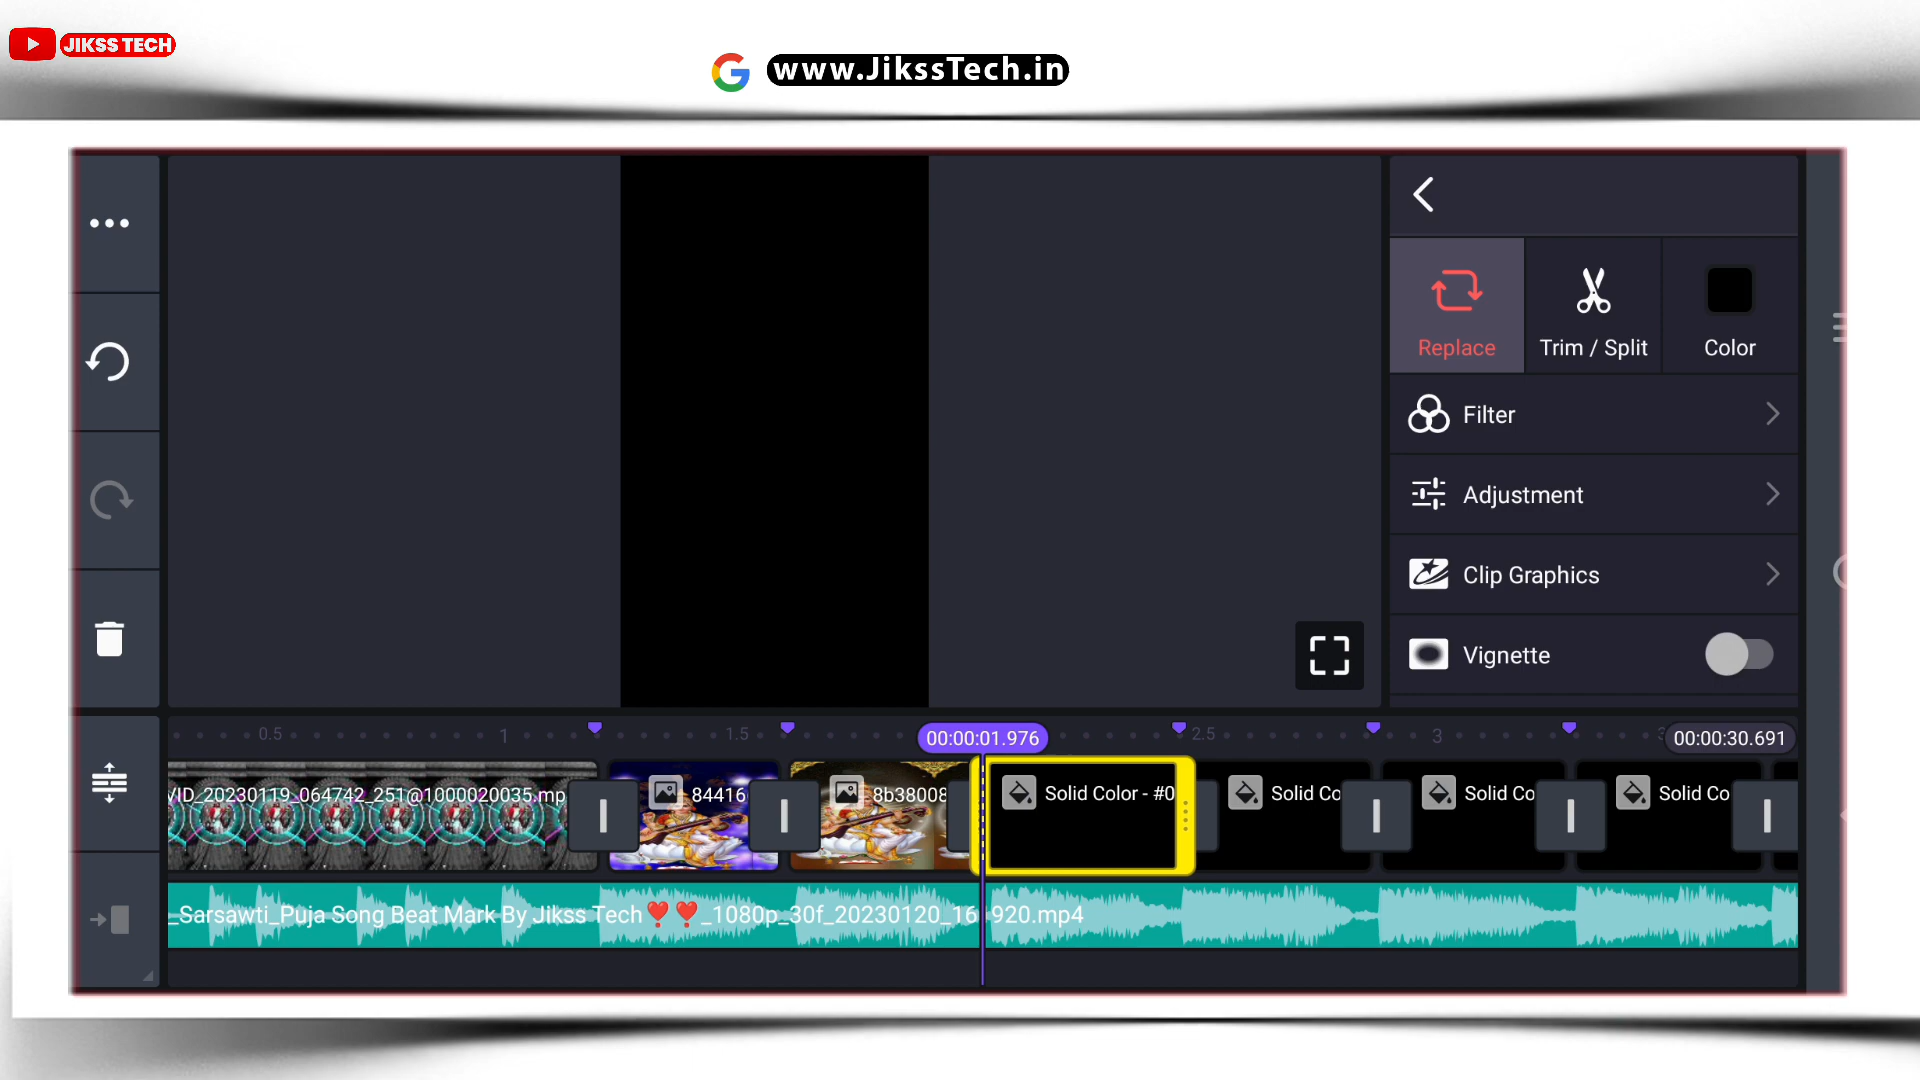 JIKSS TECH
www.JikssTech.in
Replace
Trim / Split
Color
Filter
Adjustment
Clip Graphics
Vignette
0.5
1
1.5
00:00:01.976
2.5
3
00:00:30.691
VID_20230119_064742_251@1000020035.mp
84416
8b38008
Solid Color - #0
Solid Co
Solid Co
Solid Co
_Sarsawti_Puja Song Beat Mark By Jikss Tech❤️❤️_1080p_30f_20230120_16 920.mp4